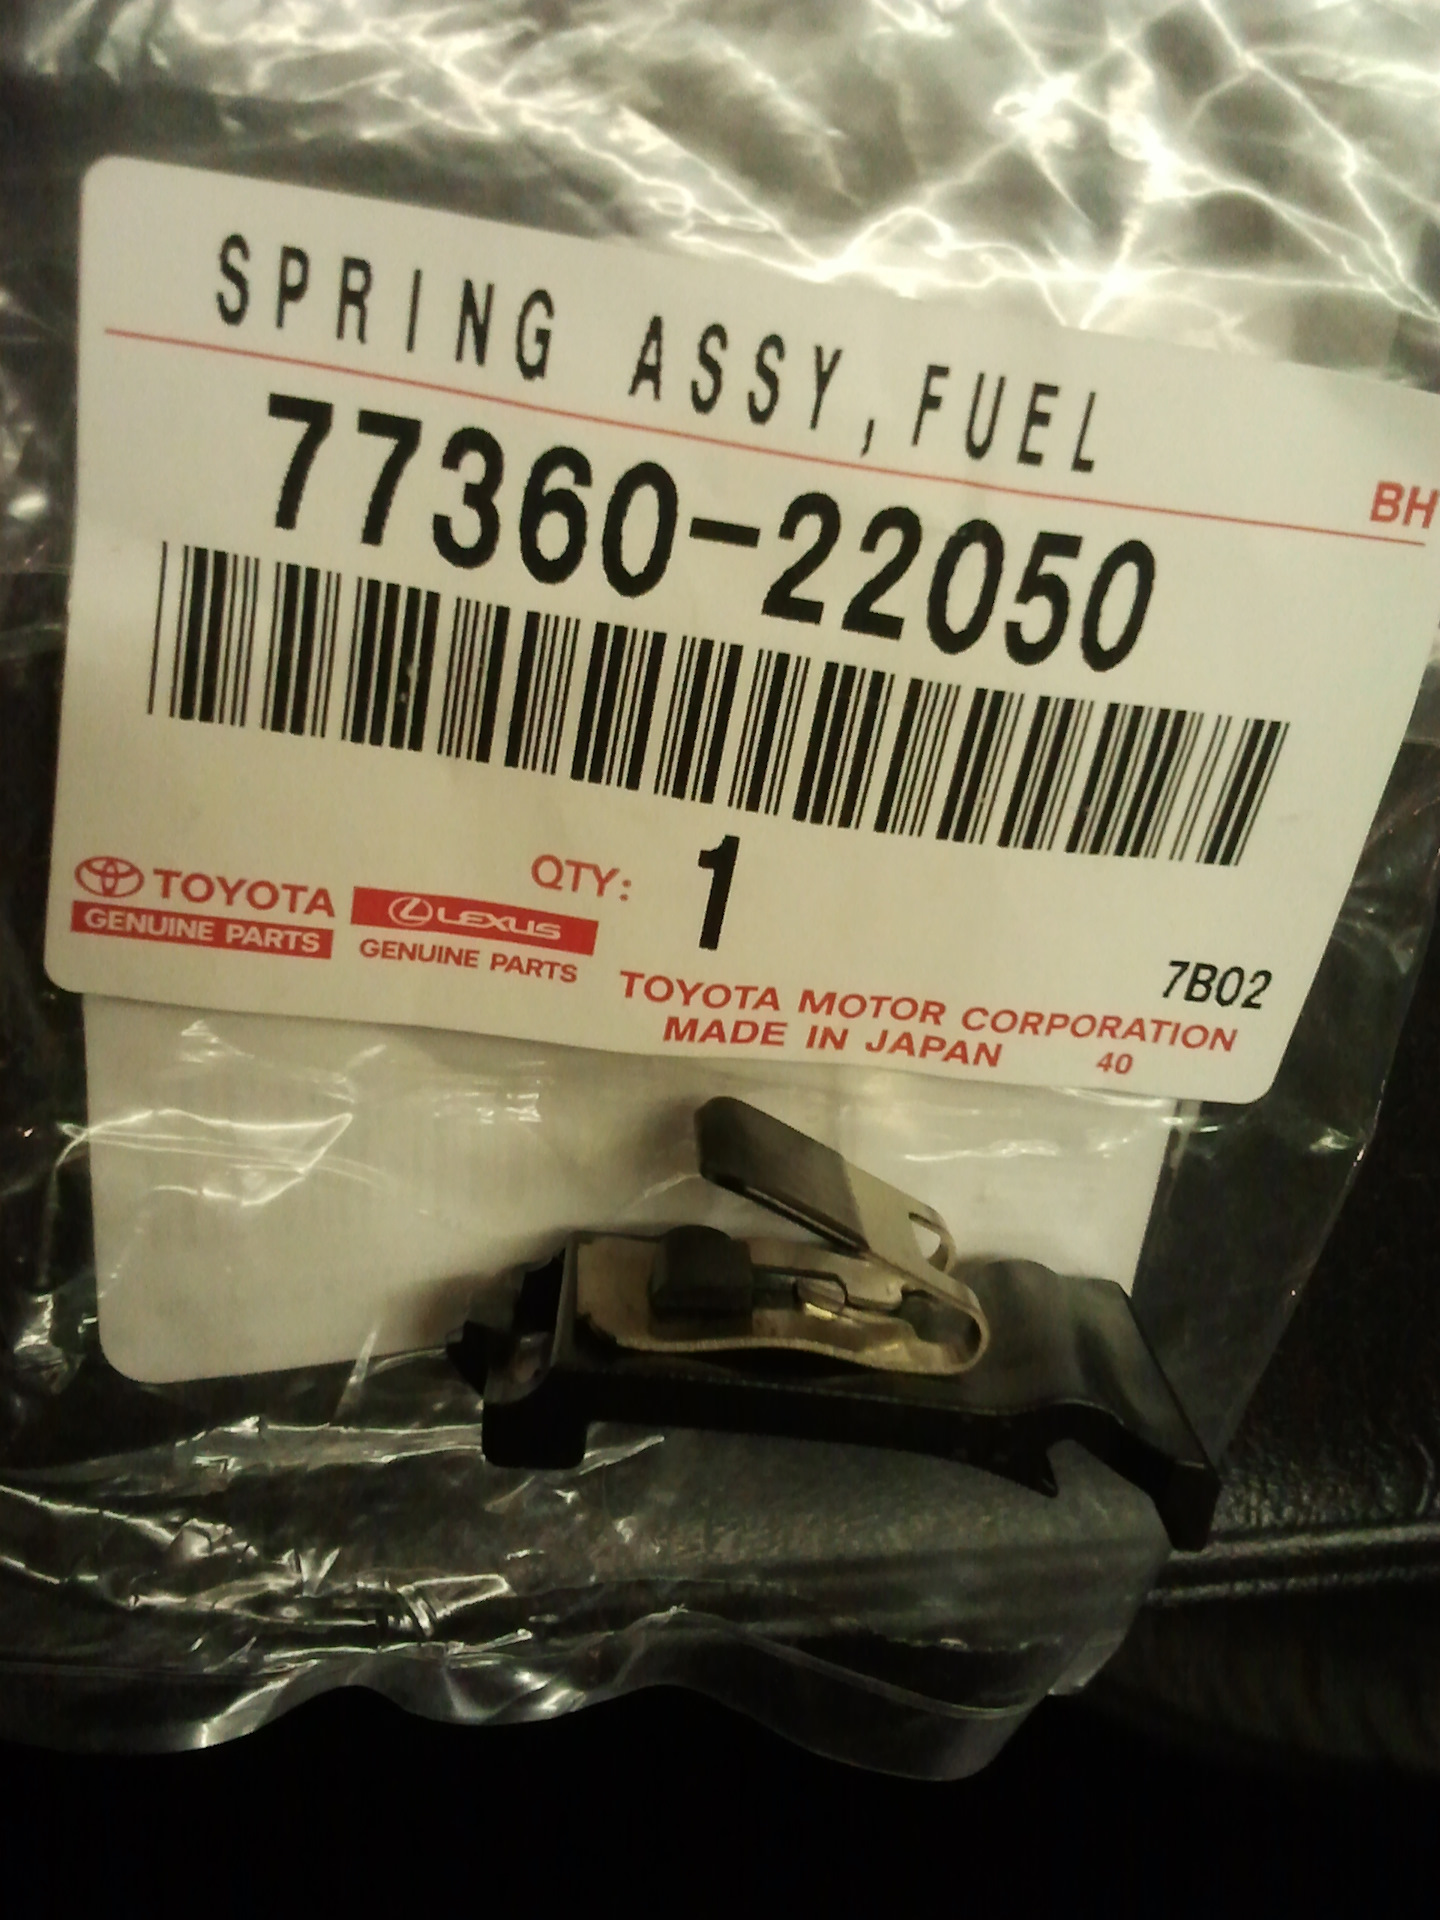 SPRING ASSY,FUEL
BH
77360-22050
QTY: 1
TOYOTA
GENUINE PARTS
LEXUS
GENUINE PARTS
7B02
TOYOTA MOTOR CORPORATION
MADE IN JAPAN 40